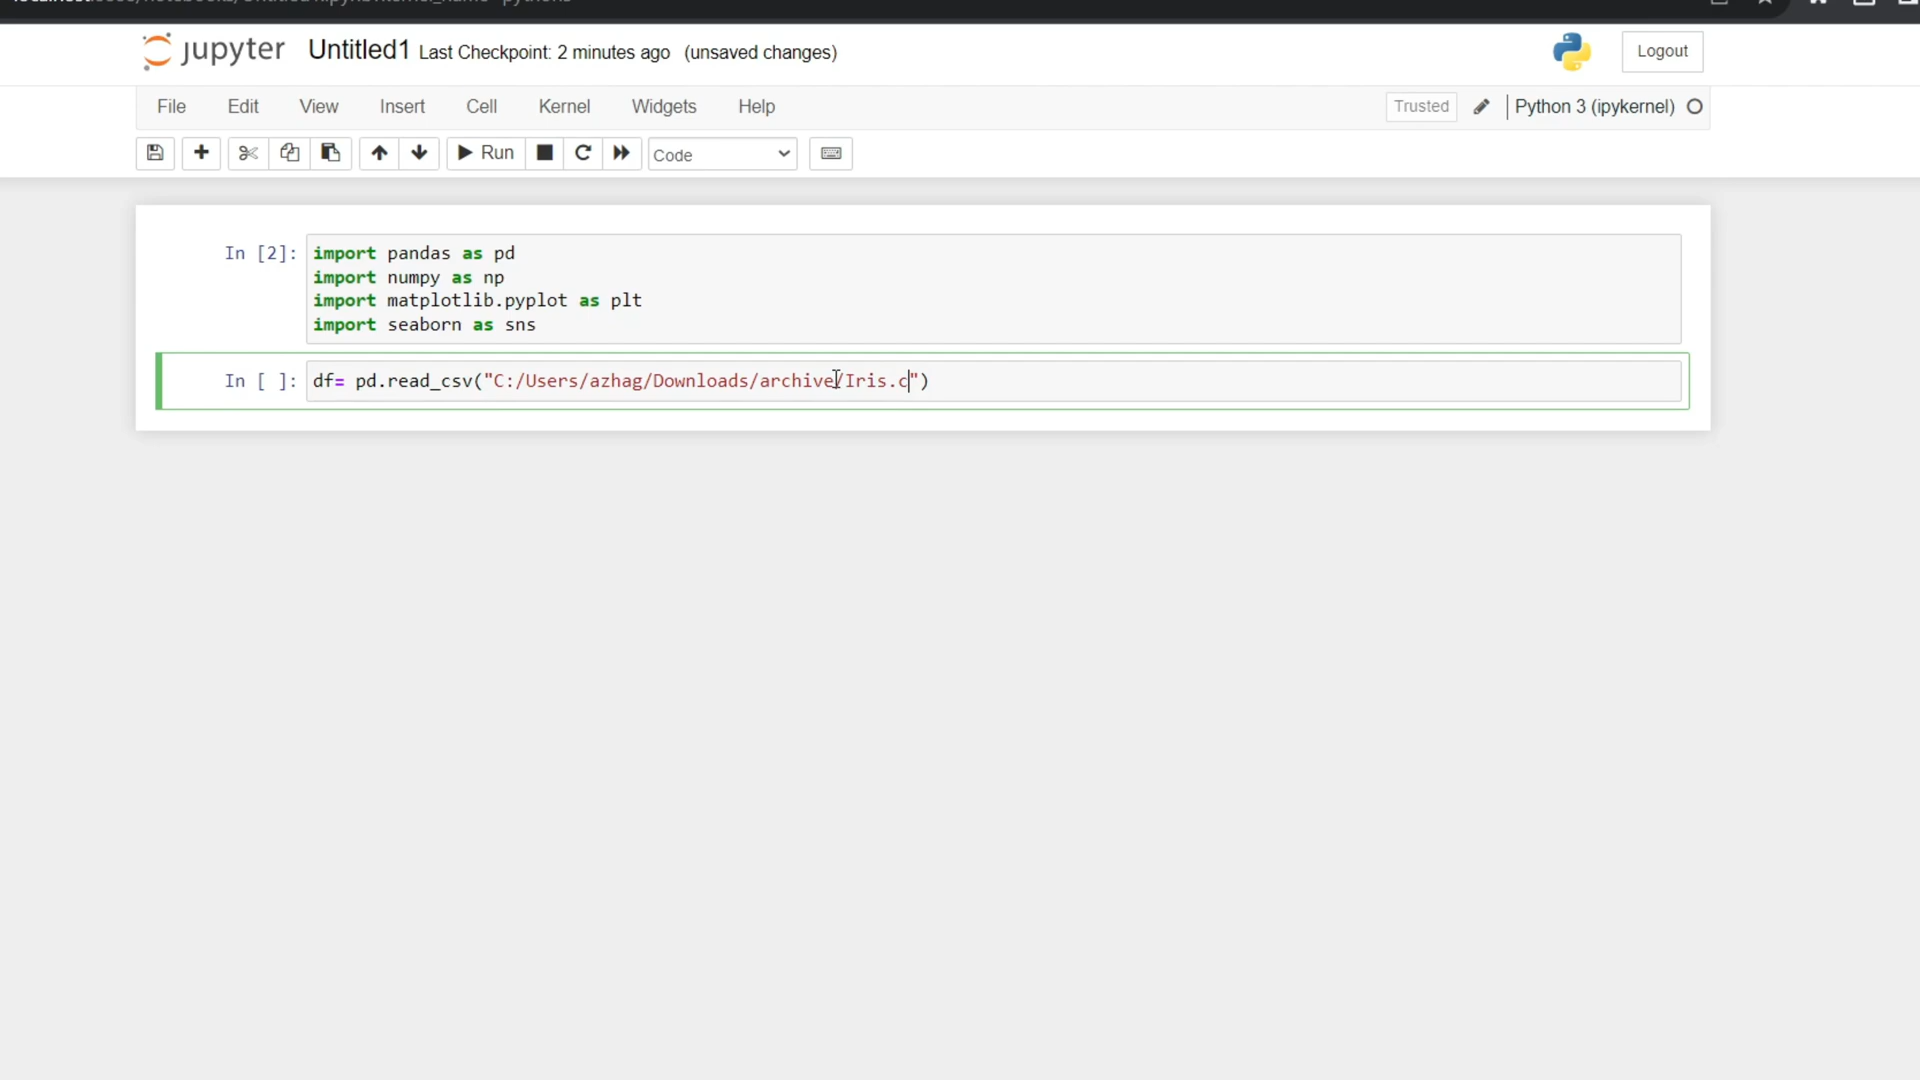 jupyter Untitled1 Last Checkpoint: 2 minutes ago (unsaved changes) Logout
File Edit View Insert Cell Kernel Widgets Help Trusted Python 3 (ipykernel)
Run Code
In [2]: import pandas as pd
import numpy as np
import matplotlib.pyplot as plt
import seaborn as sns
In [ ]: df= pd.read_csv("C:/Users/azhag/Downloads/archive/Iris.c")